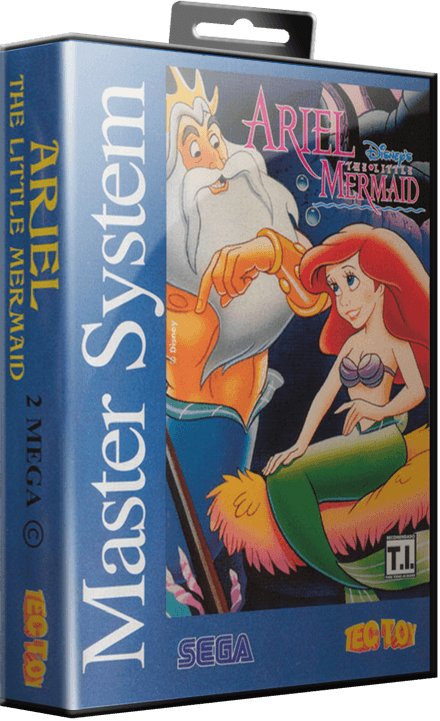 ARIEL
THE LITTLE MERMAID
2 MEGA ©
TEC TOY
Master System
ARIEL
DISNEY'S
THE LITTLE
MERMAID
© Disney
T.I.
SEGA
TEC TOY